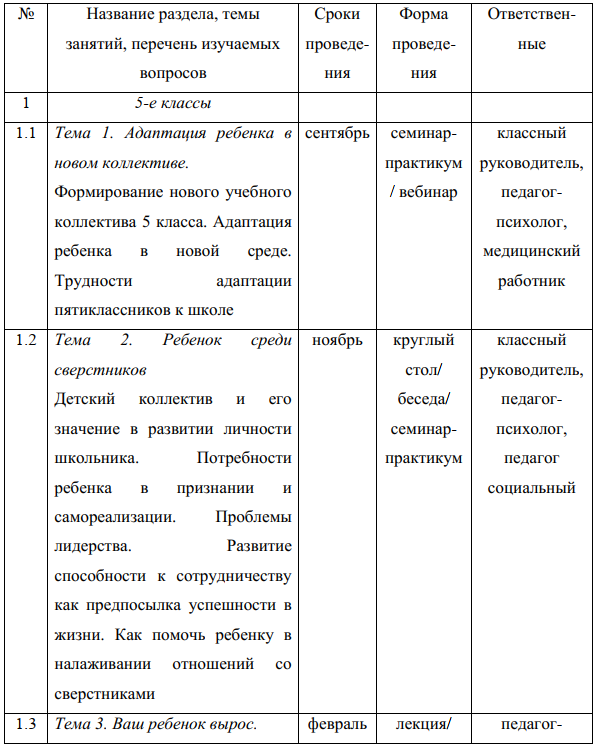 № Название раздела, темы занятий, перечень изучаемых вопросов Сроки проведе-ния Форма проведе-ния Ответствен-ные
1 5-е классы
1.1
Тема 1. Адаптация ребенка в
новом коллективе.
Формирование нового учебного
коллектива 5 класса. Адаптация
ребенка в новой среде.
Трудности адаптации
пятиклассников к школе
сентябрь
семинар-
практикум
/ вебинар
классный
руководитель,
педагог-
психолог,
медицинский
работник
1.2
Тема 2. Ребенок среди
сверстников
Детский коллектив и его
значение в развитии личности
школьника. Потребности
ребенка в признании и
самореализации. Проблемы
лидерства. Развитие
способности к сотрудничеству
как предпосылка успешности в
жизни. Как помочь ребенку в
налаживании отношений со
сверстниками
ноябрь
круглый
стол/
беседа/
семинар-
практикум
классный
руководитель,
педагог-
психолог,
педагог
социальный
1.3
Тема 3. Ваш ребенок вырос.
февраль
лекция/
педагог-